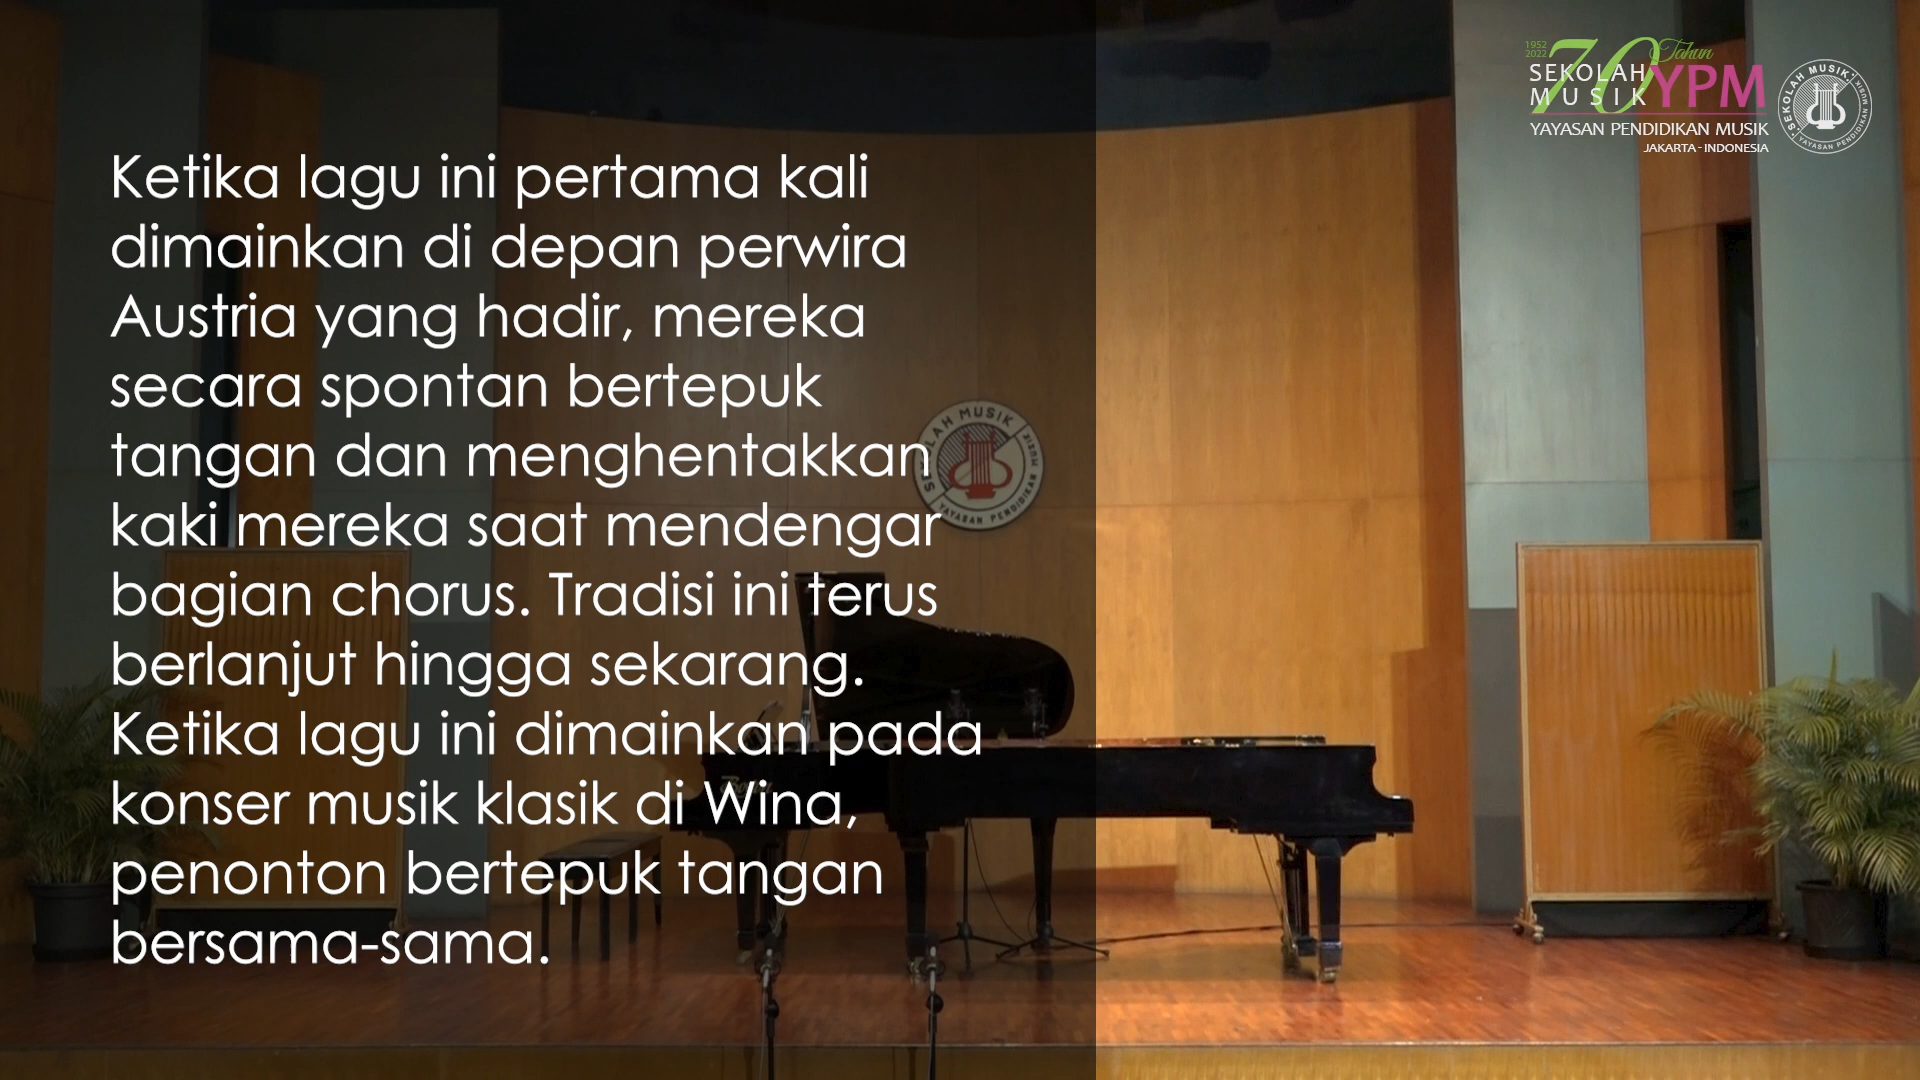 1952
2022
70 Tahun
SEKOLAH
MUSIK YPM
YAYASAN PENDIDIKAN MUSIK
JAKARTA - INDONESIA
SEKOLAH MUSIK
YAYASAN PENDIDIKAN MUSIK
Ketika lagu ini pertama kali
dimainkan di depan perwira
Austria yang hadir, mereka
secara spontan bertepuk
tangan dan menghentakkan
kaki mereka saat mendengar
bagian chorus. Tradisi ini terus
berlanjut hingga sekarang.
Ketika lagu ini dimainkan pada
konser musik klasik di Wina,
penonton bertepuk tangan
bersama-sama.
SEKOLAH MUSIK
YAYASAN PENDIDIKAN MUSIK